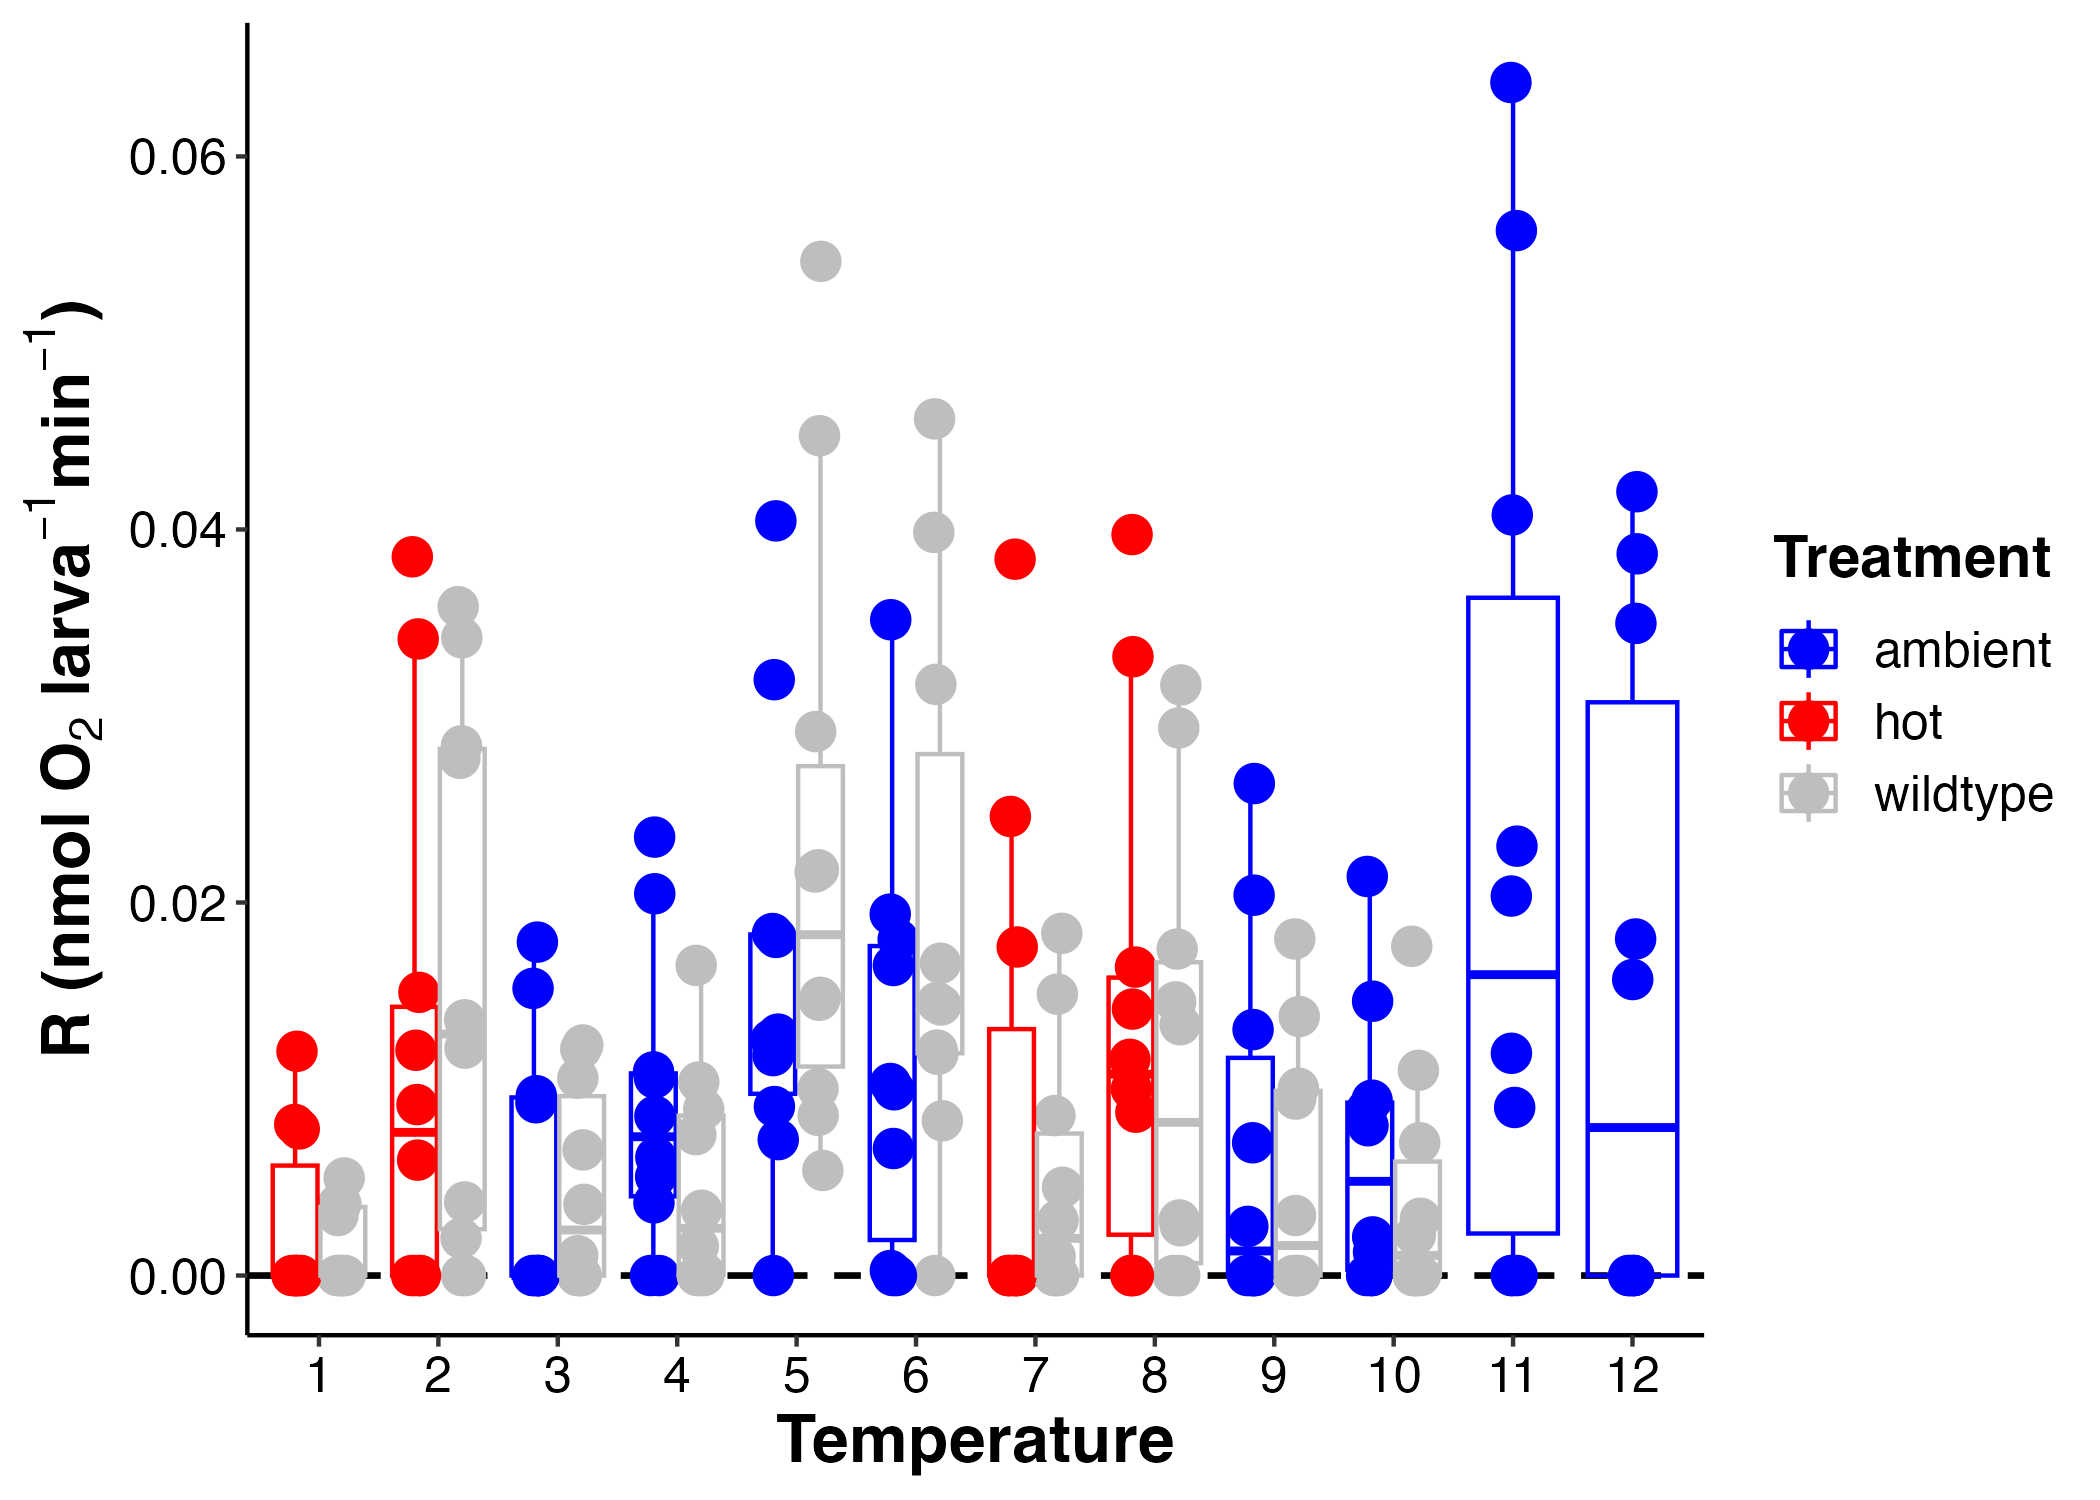 R (nmol O₂ larva⁻¹min⁻¹)
0.06
0.04
0.02
0.00
1 2 3 4 5 6 7 8 9 10 11 12
Temperature
Treatment
ambient
hot
wildtype